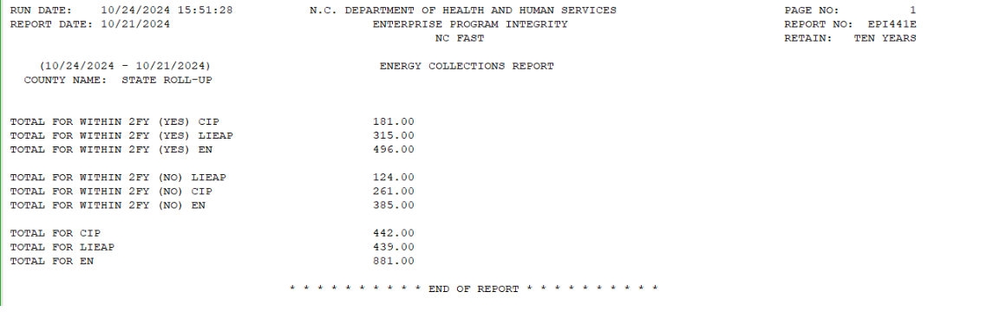 RUN DATE: 10/24/2024 15:51:28 N.C. DEPARTMENT OF HEALTH AND HUMAN SERVICES PAGE NO: 1
REPORT DATE: 10/21/2024 ENTERPRISE PROGRAM INTEGRITY REPORT NO: EPI441E
NC FAST RETAIN: TEN YEARS
(10/24/2024 - 10/21/2024) ENERGY COLLECTIONS REPORT
COUNTY NAME: STATE ROLL-UP
TOTAL FOR WITHIN 2FY (YES) CIP 181.00
TOTAL FOR WITHIN 2FY (YES) LIEAP 315.00
TOTAL FOR WITHIN 2FY (YES) EN 496.00
TOTAL FOR WITHIN 2FY (NO) LIEAP 124.00
TOTAL FOR WITHIN 2FY (NO) CIP 261.00
TOTAL FOR WITHIN 2FY (NO) EN 385.00
TOTAL FOR CIP 442.00
TOTAL FOR LIEAP 439.00
TOTAL FOR EN 881.00
* * * * * * * * * * END OF REPORT * * * * * * * * * *